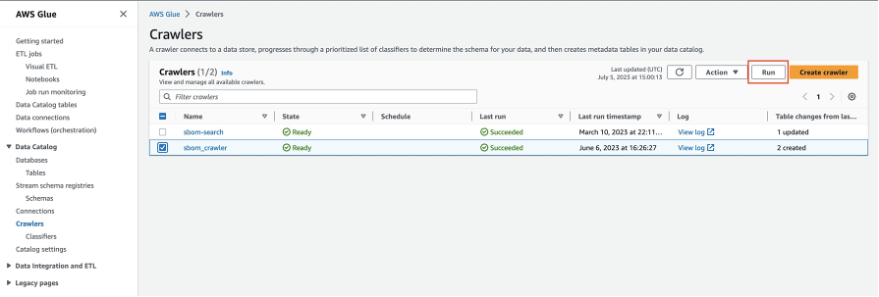 AWS Glue
AWS Glue > Crawlers
Getting started
ETL jobs
Visual ETL
Notebooks
Job run monitoring
Data Catalog tables
Data connections
Workflows (orchestration)
Data Catalog
Databases
Tables
Stream schema registries
Schemas
Connections
Crawlers
Classifiers
Catalog settings
Data Integration and ETL
Legacy pages
Crawlers
A crawler connects to a data store, progresses through a prioritized list of classifiers to determine the schema for your data, and then creates metadata tables in your data catalog.
Crawlers (1/2) Info
View and manage all available crawlers.
Last updated (UTC)
July 5, 2023 at 15:00:13
Action
Run
Create crawler
Filter crawlers
1
Name State Schedule Last run Last run timestamp Log Table changes from las...
sbom-search Ready Succeeded March 10, 2023 at 22:11... View log 1 updated
sbom_crawler Ready Succeeded June 6, 2023 at 16:26:27 View log 2 created